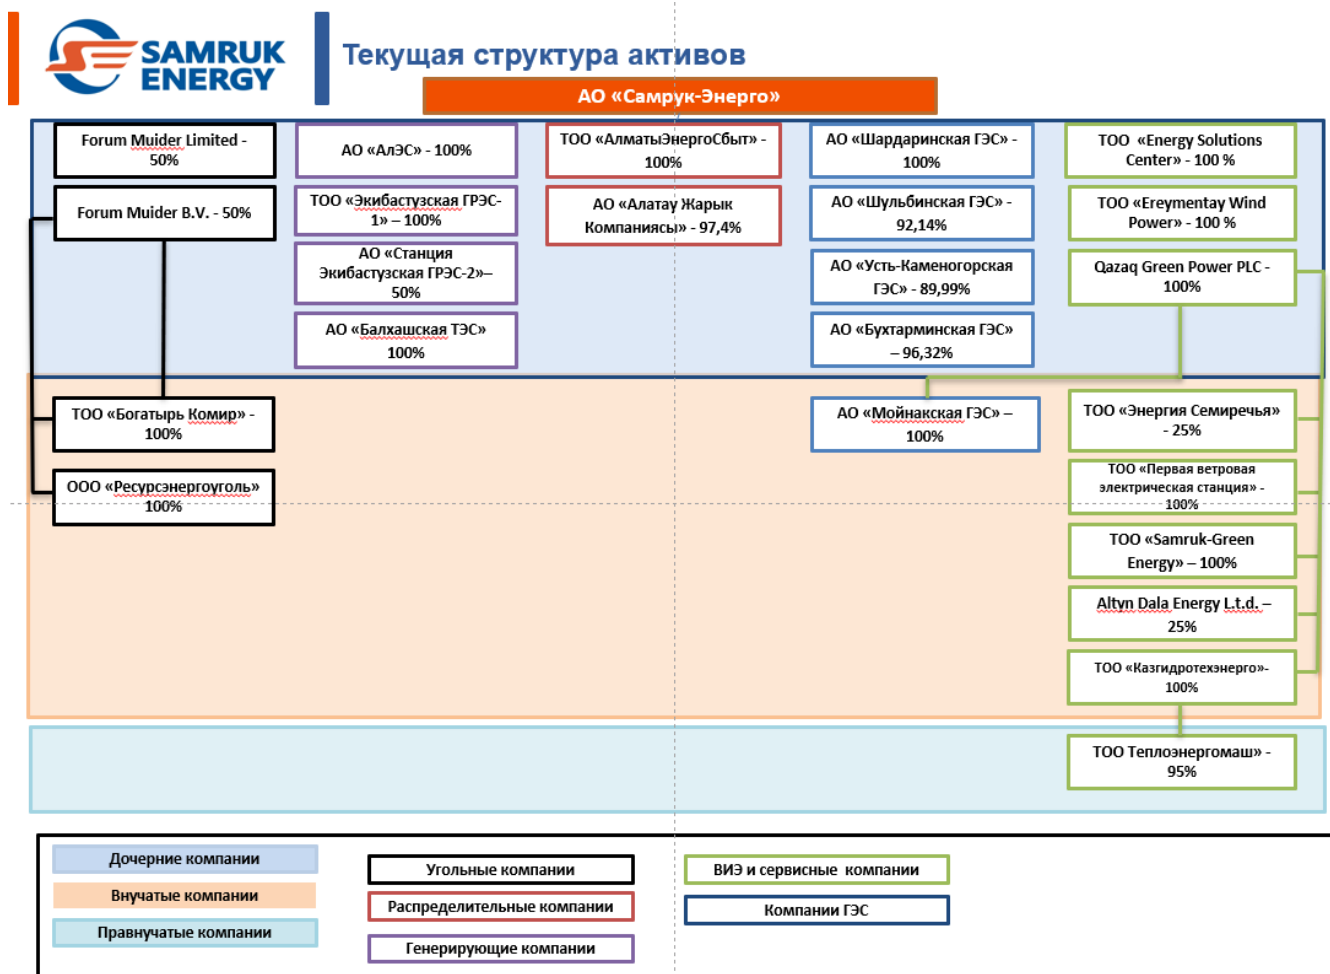 SAMRUK
ENERGY
Текущая структура активов
АО «Самрук-Энерго»
Forum Muider Limited -
50%
Forum Muider B.V. - 50%
АО «АлЭС» - 100%
ТОО «Экибастузская ГРЭС-
1» – 100%
АО «Станция
Экибастузская ГРЭС-2»–
50%
АО «Балхашская ТЭС»
100%
ТОО «АлматыЭнергоСбыт» -
100%
АО «Алатау Жарык
Компаниясы» - 97,4%
АО «Шардаринская ГЭС» -
100%
АО «Шульбинская ГЭС» -
92,14%
АО «Усть-Каменогорская
ГЭС» - 89,99%
АО «Бухтарминская ГЭС»
– 96,32%
ТОО «Energy Solutions
Center» - 100 %
ТОО «Ereymentay Wind
Power» - 100 %
Qazaq Green Power PLC -
100%
ТОО «Богатырь Комир» -
100%
ООО «Ресурсэнергоуголь»
100%
АО «Мойнакская ГЭС» –
100%
ТОО «Энергия Семиречья»
- 25%
ТОО «Первая ветровая
электрическая станция» -
100%
ТОО «Samruk-Green
Energy» – 100%
Altyn Dala Energy L.t.d. –
25%
ТОО «Казгидротехэнерго»-
100%
ТОО Теплоэнергомаш» -
95%
Дочерние компании
Внучатые компании
Правнучатые компании
Угольные компании
Распределительные компании
Генерирующие компании
ВИЭ и сервисные компании
Компании ГЭС